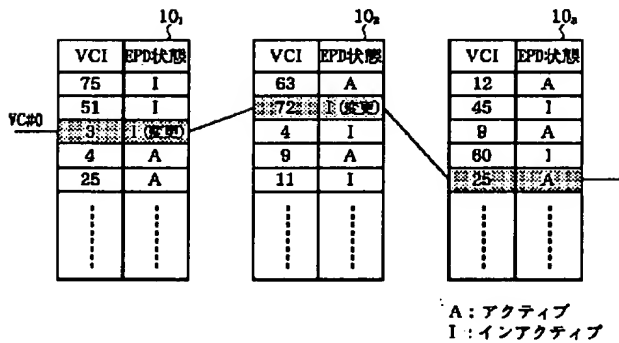 10₁ 10₂ 10₃
VCI EPD状態 VCI EPD状態 VCI EPD状態
75 I 63 A 12 A
51 I 72 I(変更) 45 I
VC#0 3 I(変更) 4 I 9 A
4 A 9 A 60 I
25 A 11 I 25 A
A:アクティブ
I:インアクティブ